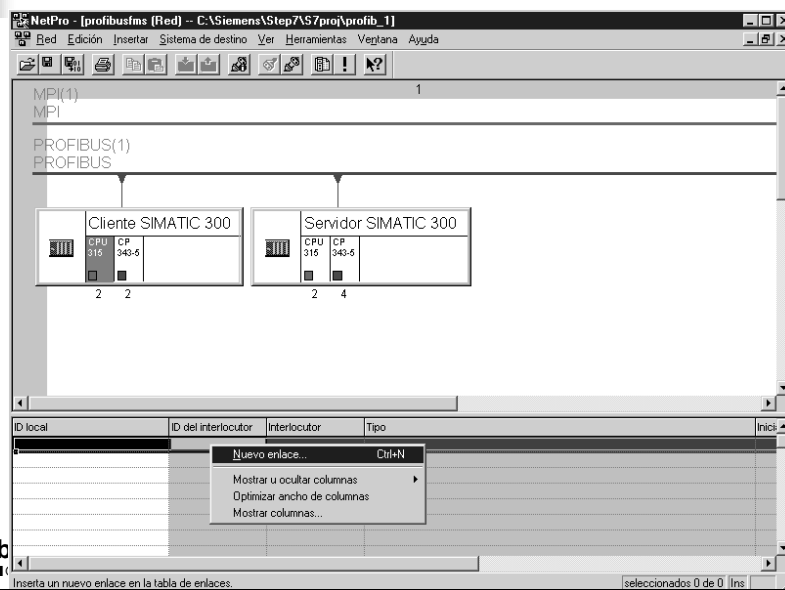 NetPro - [profibusfms (Red) -- C:\Siemens\Step7\S7proj\profib_1]
Red Edición Insertar Sistema de destino Ver Herramientas Ventana Ayuda
1
MPI(1)
MPI
PROFIBUS(1)
PROFIBUS
Cliente SIMATIC 300
CPU 315
CP 343-5
2 2
Servidor SIMATIC 300
CPU 315
CP 343-5
2 4
ID local ID del interlocutor Interlocutor Tipo
Nuevo enlace... Ctrl+N
Mostrar u ocultar columnas
Optimizar ancho de columnas
Mostrar columnas...
Inserta un nuevo enlace en la tabla de enlaces. seleccionados 0 de 0 Ins